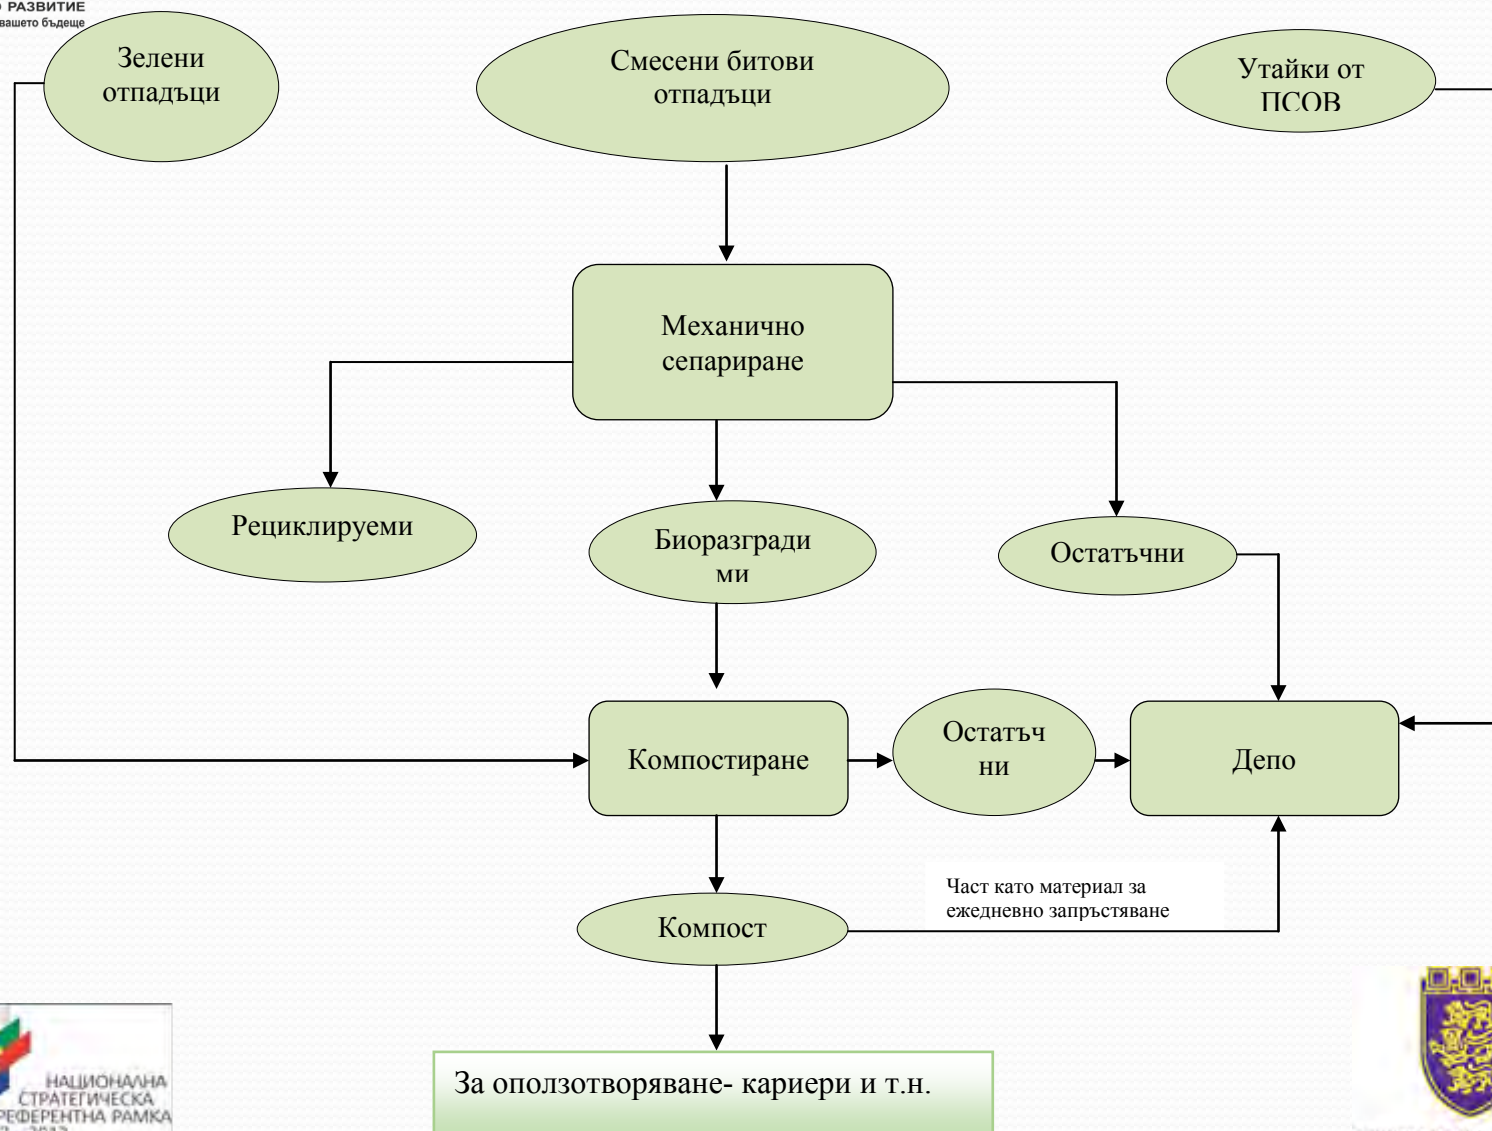 РАЗВИТИЕ
вашето бъдеще
Зелени
отпадъци
Смесени битови
отпадъци
Утайки от
ПСОВ
Механично
сепариране
Рециклируеми
Биоразгради
ми
Остатъчни
Компостиране
Остатъч
ни
Депо
Част като материал за
ежедневно запръстяване
Компост
За оползотворяване- кариери и т.н.
НАЦИОНАЛНА
СТРАТЕГИЧЕСКА
РЕФЕРЕНТНА РАМКА